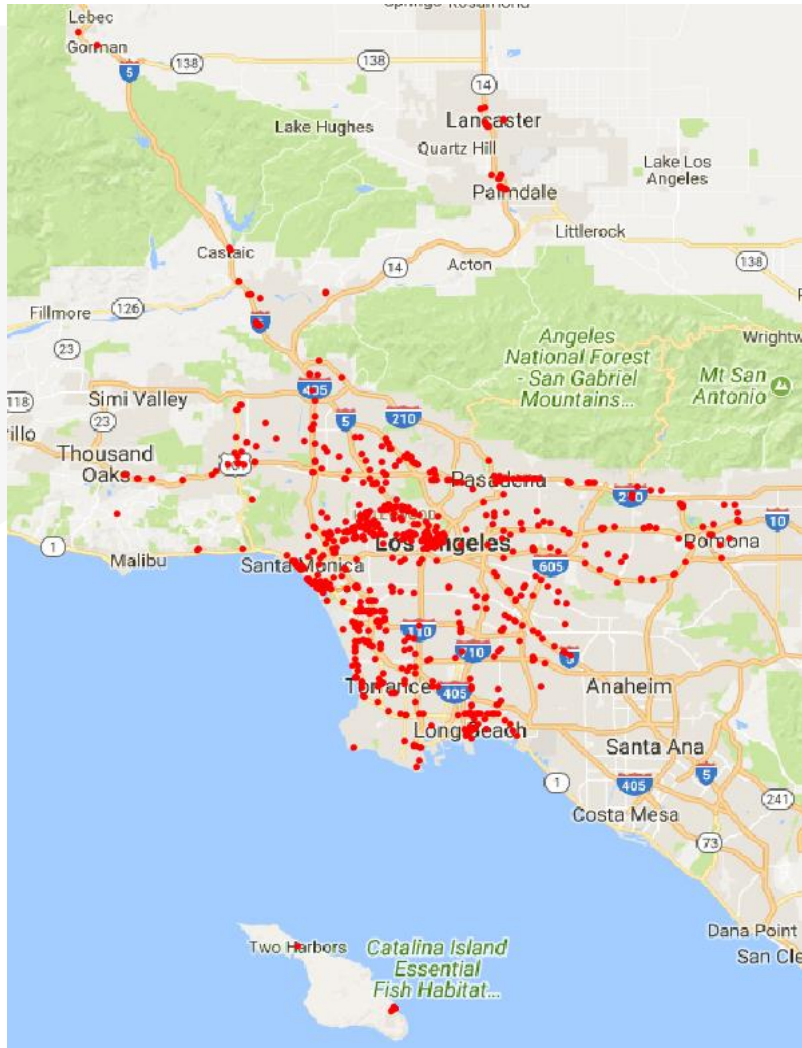 Lebec
Springs Rosamond
Gorman
5
138
138
14
Lake Hughes
Lancaster
Quartz Hill
Lake Los
Angeles
Palmdale
Littlerock
Castaic
14
Acton
138
126
Fillmore
5
23
Angeles
National Forest
- San Gabriel
Mountains...
Wrightw
Mt San
Antonio
405
118
Simi Valley
23
5
210
Thousand
Oaks
101
Pasadena
210
10
Los Angeles
Pomona
1
Malibu
Santa Monica
605
110
710
5
Torrance
405
Anaheim
Long Beach
Santa Ana
1
405
5
241
Costa Mesa
73
Dana Point
San Cle
Two Harbors
Catalina Island
Essential
Fish Habitat...